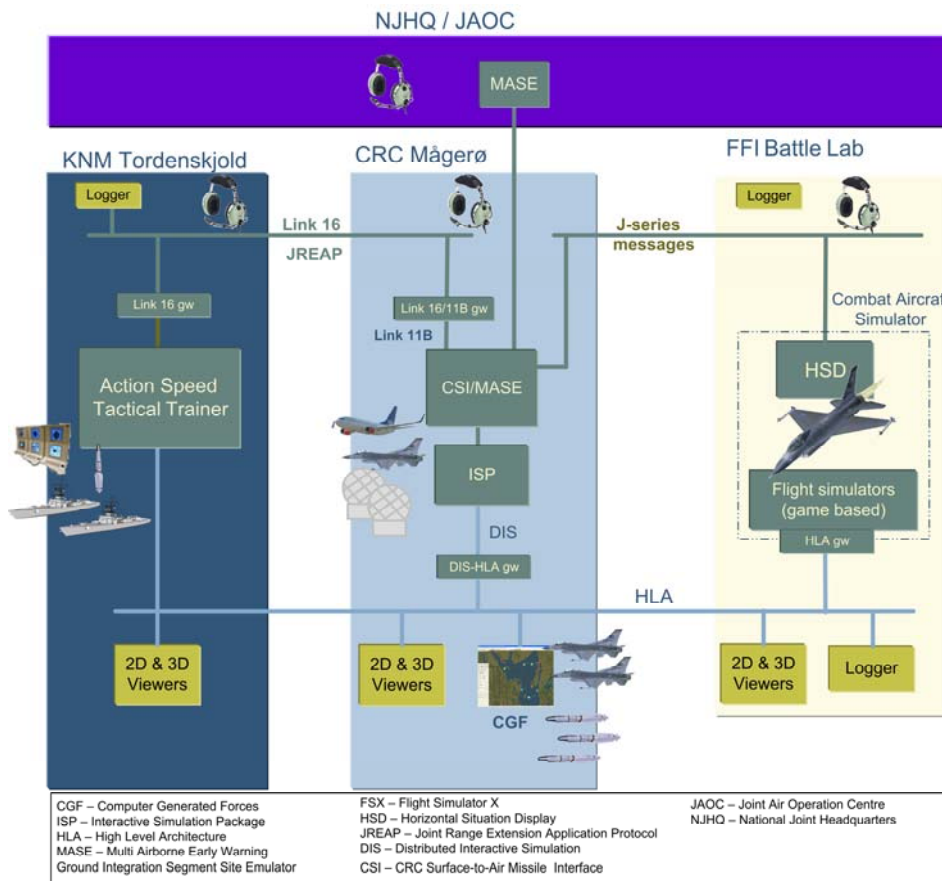 NJHQ / JAOC
MASE
KNM Tordenskjold
CRC Mågerø
FFI Battle Lab
Logger
Logger
Link 16
JREAP
J-series
messages
Link 16 gw
Link 16/11B gw
Link 11B
Combat Aircraft
Simulator
Action Speed
Tactical Trainer
CSI/MASE
HSD
ISP
Flight simulators
(game based)
HLA gw
DIS
DIS-HLA gw
HLA
2D & 3D
Viewers
2D & 3D
Viewers
2D & 3D
Viewers
Logger
CGF
CGF – Computer Generated Forces
ISP – Interactive Simulation Package
HLA – High Level Architecture
MASE – Multi Airborne Early Warning
Ground Integration Segment Site Emulator
FSX – Flight Simulator X
HSD – Horizontal Situation Display
JREAP – Joint Range Extension Application Protocol
DIS – Distributed Interactive Simulation
CSI – CRC Surface-to-Air Missile Interface
JAOC – Joint Air Operation Centre
NJHQ – National Joint Headquarters